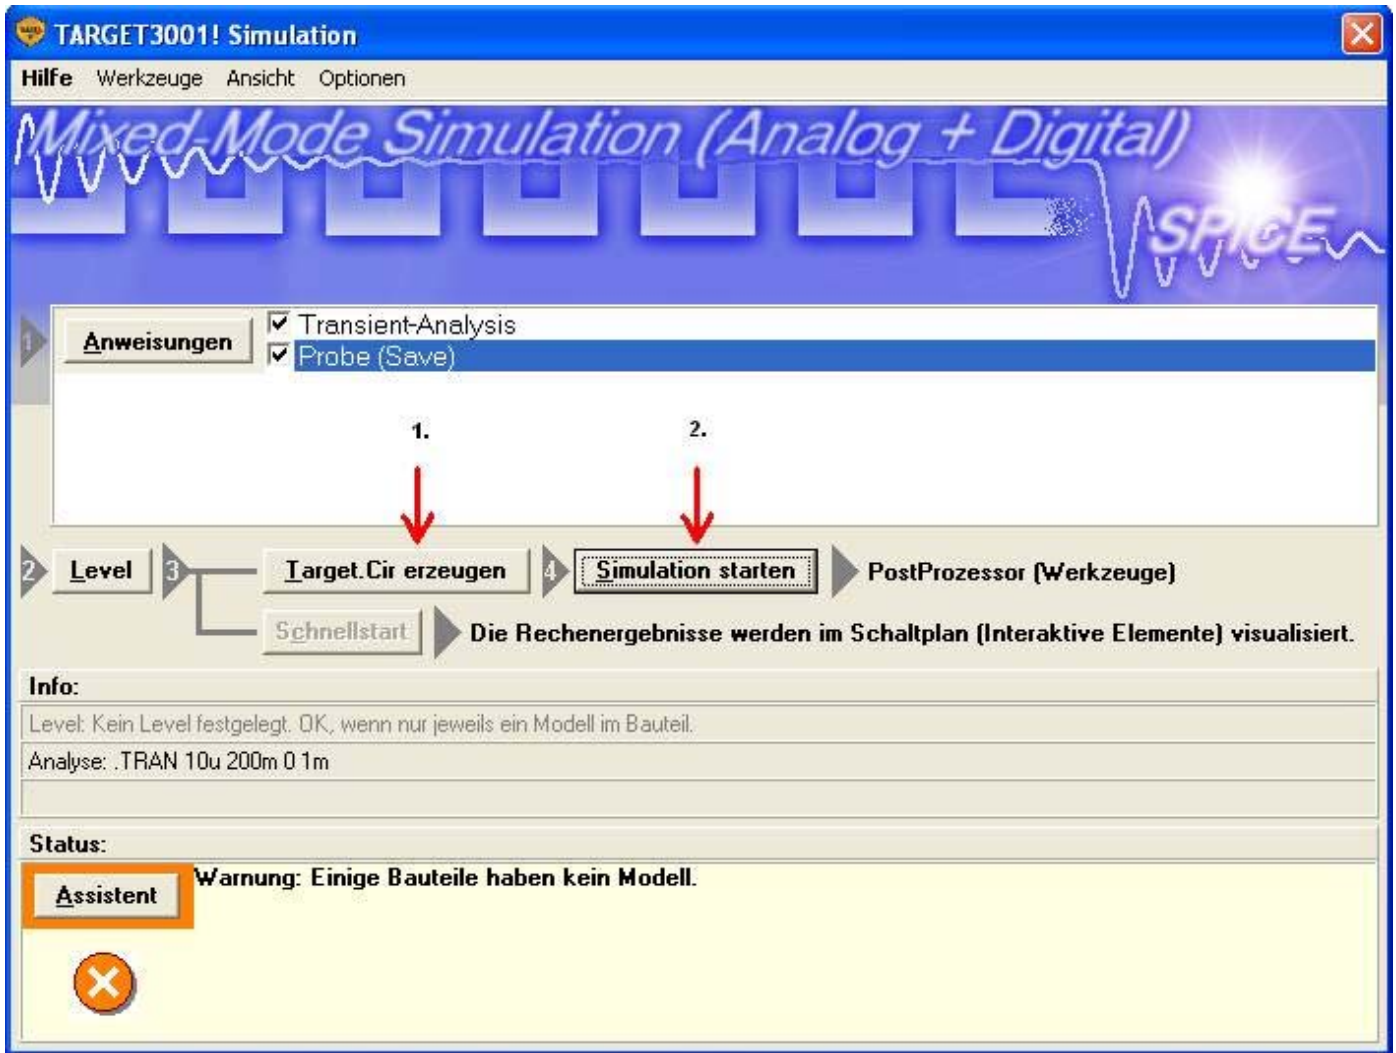 TARGET3001! Simulation
Hilfe Werkzeuge Ansicht Optionen
Mixed-Mode Simulation (Analog + Digital)
SPICE
1
Anweisungen
Transient-Analysis
Probe (Save)
1. 2.
2 Level 3 Target.Cir erzeugen 4 Simulation starten PostProzessor (Werkzeuge)
Schnellstart Die Rechenergebnisse werden im Schaltplan (Interaktive Elemente) visualisiert.
Info:
Level: Kein Level festgelegt. OK, wenn nur jeweils ein Modell im Bauteil.
Analyse: .TRAN 10u 200m 0 1m
Status:
Assistent Warnung: Einige Bauteile haben kein Modell.